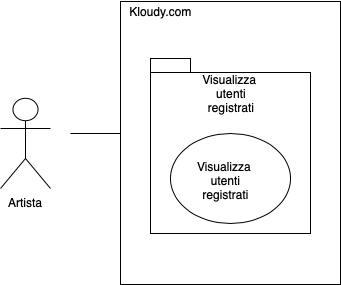 Kloudy.com
Visualizza
utenti
registrati
Visualizza
utenti
registrati
Artista